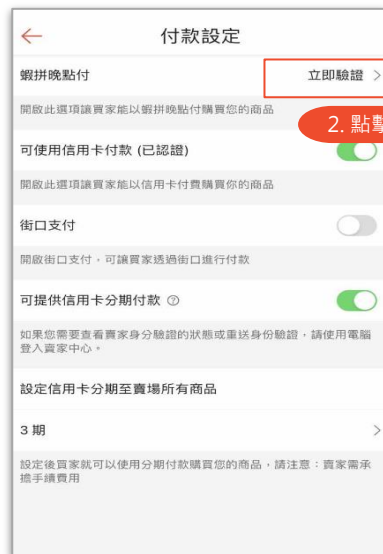 付款設定
蝦拼晚點付 立即驗證 >
開啟此選項讓買家能以蝦拼晚點付購買您的商品
2. 點擊
可使用信用卡付款 (已認證)
開啟此選項讓買家能以信用卡付費購買你的商品
街口支付
開啟街口支付，可讓買家透過街口進行付款
可提供信用卡分期付款 ?
如果您需要查看賣家身分驗證的狀態或重送身份驗證，請使用電腦
登入賣家中心。
設定信用卡分期至賣場所有商品
3 期 >
設定後買家就可以使用分期付款購買您的商品，請注意：賣家需承
擔手續費用